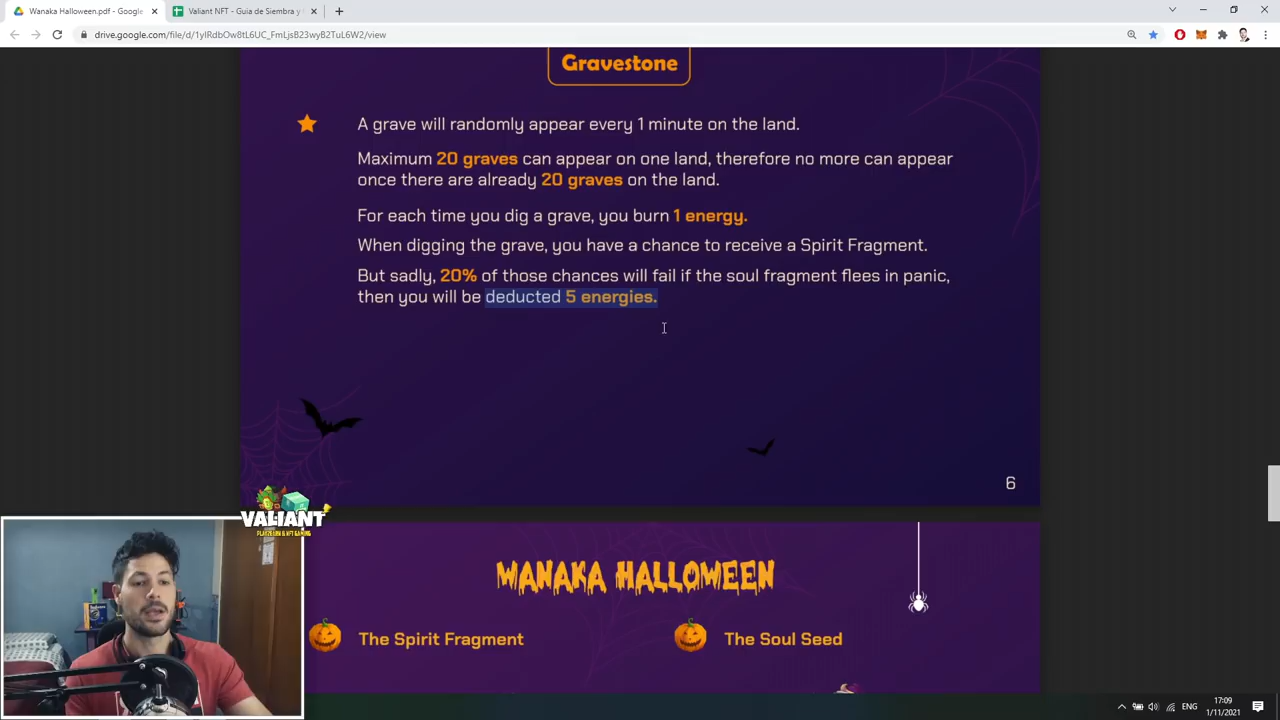 Wanaka Halloween.pdf - Google
Valiant NFT - Guia de Siembra y
drive.google.com/file/d/1ylRdbOw8tL6UC_FmLjsB23wyB2TuL6W2/view
Gravestone
A grave will randomly appear every 1 minute on the land.
Maximum 20 graves can appear on one land, therefore no more can appear
once there are already 20 graves on the land.
For each time you dig a grave, you burn 1 energy.
When digging the grave, you have a chance to receive a Spirit Fragment.
But sadly, 20% of those chances will fail if the soul fragment flees in panic,
then you will be deducted 5 energies.
6
VALIANT
PLAY2EARN & NFT GAMING
WANAKA HALLOWEEN
The Spirit Fragment
The Soul Seed
ENG
17:09
1/11/2021